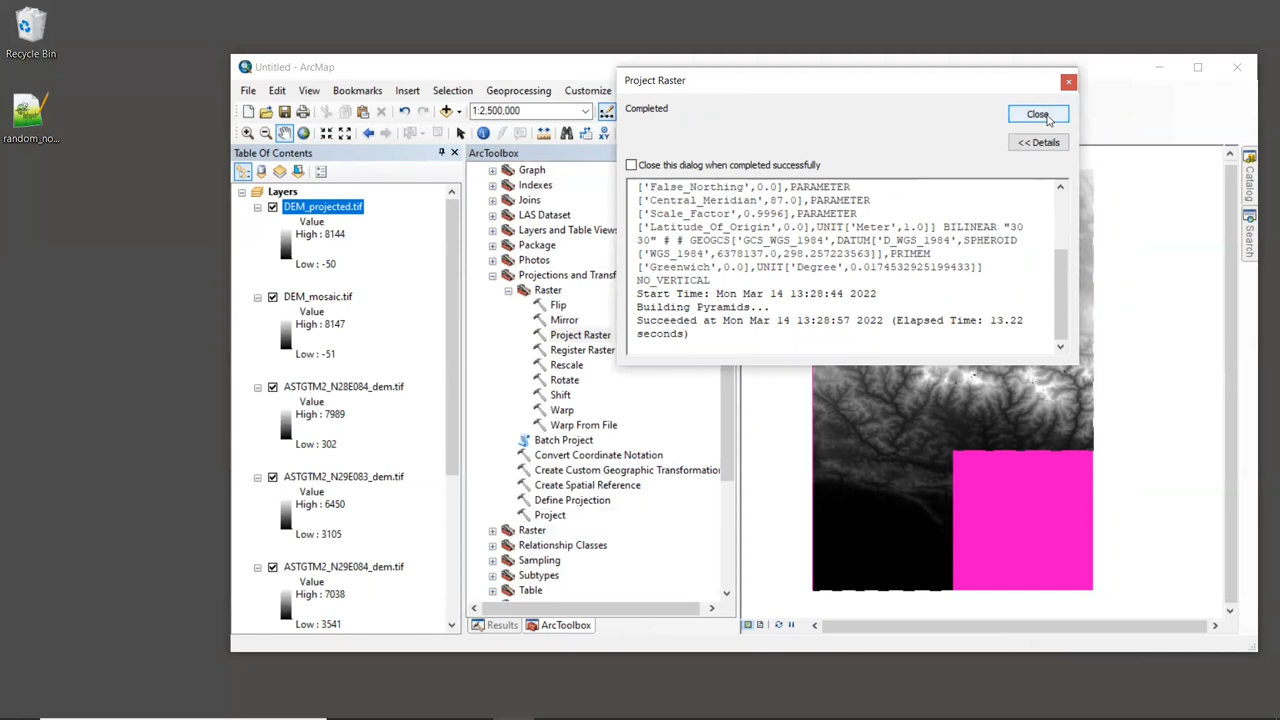 Recycle Bin
random_no...
Untitled - ArcMap
File Edit View Bookmarks Insert Selection Geoprocessing Customize
1:2,500,000
Table Of Contents
Layers
DEM_projected.tif
Value
High : 8144
Low : -50
DEM_mosaic.tif
Value
High : 8147
Low : -51
ASTGTM2_N28E084_dem.tif
Value
High : 7989
Low : 302
ASTGTM2_N29E083_dem.tif
Value
High : 6450
Low : 3105
ASTGTM2_N29E084_dem.tif
Value
High : 7038
Low : 3541
ArcToolbox
Graph
Indexes
Joins
LAS Dataset
Layers and Table Views
Package
Photos
Projections and Transf
Raster
Flip
Mirror
Project Raster
Register Raster
Rescale
Rotate
Shift
Warp
Warp From File
Batch Project
Convert Coordinate Notation
Create Custom Geographic Transformation
Create Spatial Reference
Define Projection
Project
Raster
Relationship Classes
Sampling
Subtypes
Table
Results ArcToolbox
Project Raster
Completed
Close
<< Details
Close this dialog when completed successfully
['False_Northing',0.0],PARAMETER
['Central_Meridian',87.0],PARAMETER
['Scale_Factor',0.9996],PARAMETER
['Latitude_Of_Origin',0.0],UNIT['Meter',1.0]] BILINEAR "30
30" # # GEOGCS['GCS_WGS_1984',DATUM['D_WGS_1984',SPHEROID
['WGS_1984',6378137.0,298.257223563]],PRIMEM
['Greenwich',0.0],UNIT['Degree',0.0174532925199433]]
NO_VERTICAL
Start Time: Mon Mar 14 13:28:44 2022
Building Pyramids...
Succeeded at Mon Mar 14 13:28:57 2022 (Elapsed Time: 13.22
seconds)
Catalog
Search